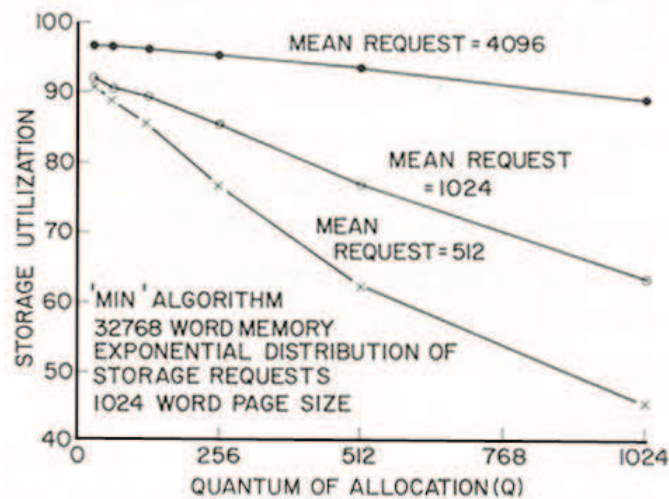 100
90
80
70
60
50
40
STORAGE UTILIZATION
MEAN REQUEST = 4096
MEAN REQUEST
= 1024
MEAN
REQUEST = 512
'MIN' ALGORITHM
32768 WORD MEMORY
EXPONENTIAL DISTRIBUTION OF
STORAGE REQUESTS
1024 WORD PAGE SIZE
0 256 512 768 1024
QUANTUM OF ALLOCATION (Q)